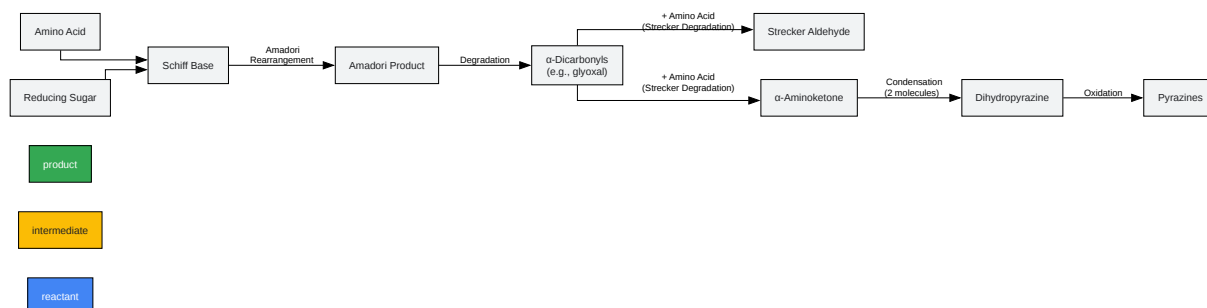 Amino Acid
Reducing Sugar
Schiff Base
Amadori
Rearrangement
Amadori Product
Degradation
α-Dicarbonyls
(e.g., glyoxal)
+ Amino Acid
(Strecker Degradation)
Strecker Aldehyde
+ Amino Acid
(Strecker Degradation)
α-Aminoketone
Condensation
(2 molecules)
Dihydropyrazine
Oxidation
Pyrazines
product
intermediate
reactant